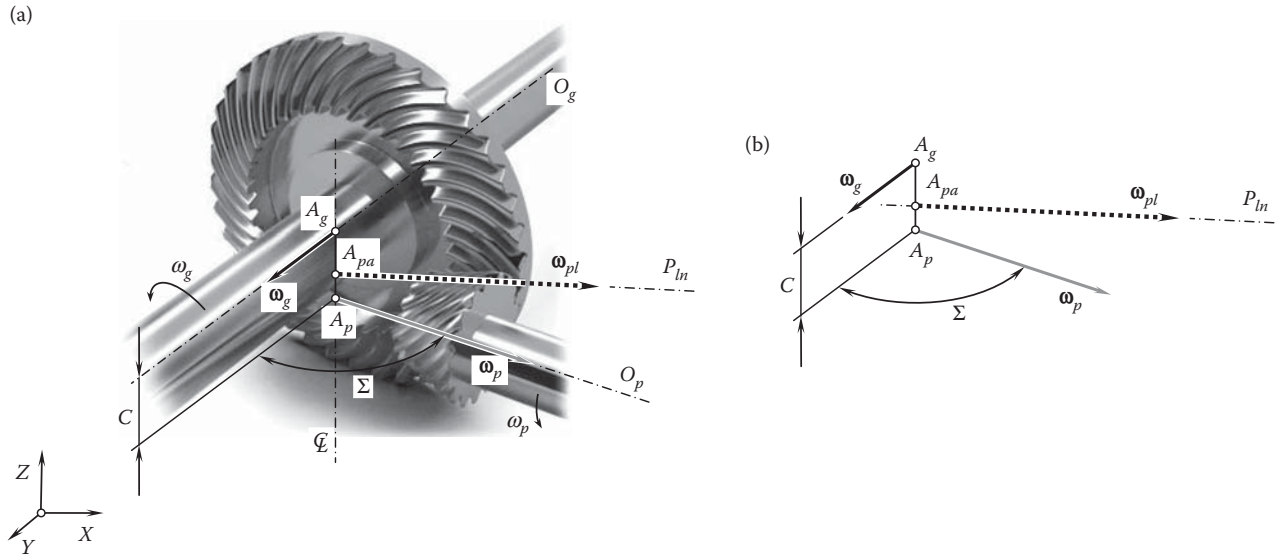 (a)
O_g
A_g
A_pa
ω_pl
P_ln
ω_g
ω_g
A_p
ω_p
O_p
Σ
C
ω_p
℄
Z
X
Y
(b)
A_g
ω_g
A_pa
ω_pl
P_ln
A_p
C
ω_p
Σ